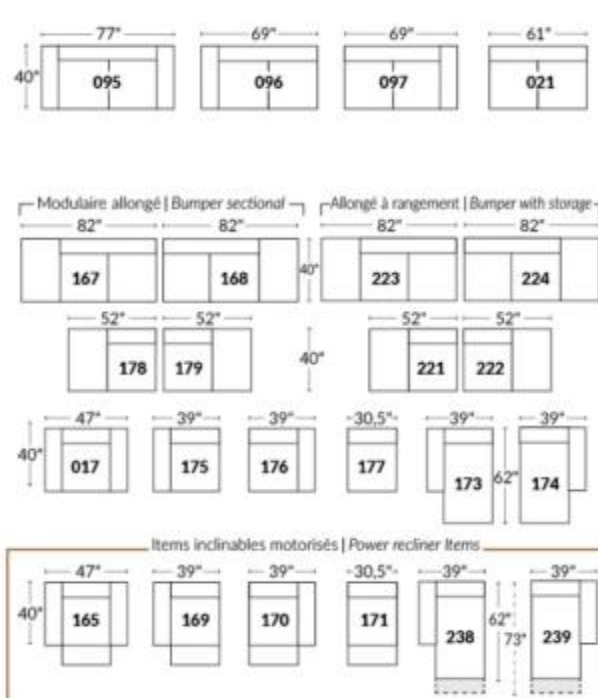 77" 69" 69" 61"
40" 095 096 097 021
Modulaire allongé | Bumper sectional Allongé à rangement | Bumper with storage
82" 82" 82" 82"
167 168 40" 223 224
52" 52" 52" 52"
178 179 40" 221 222
47" 39" 39" 30,5" 39" 39"
40" 017 175 176 177 173 62" 174
Items inclinables motorisés | Power recliner Items
47" 39" 39" 30,5" 39" 39"
40" 165 169 170 171 238 62" 73" 239